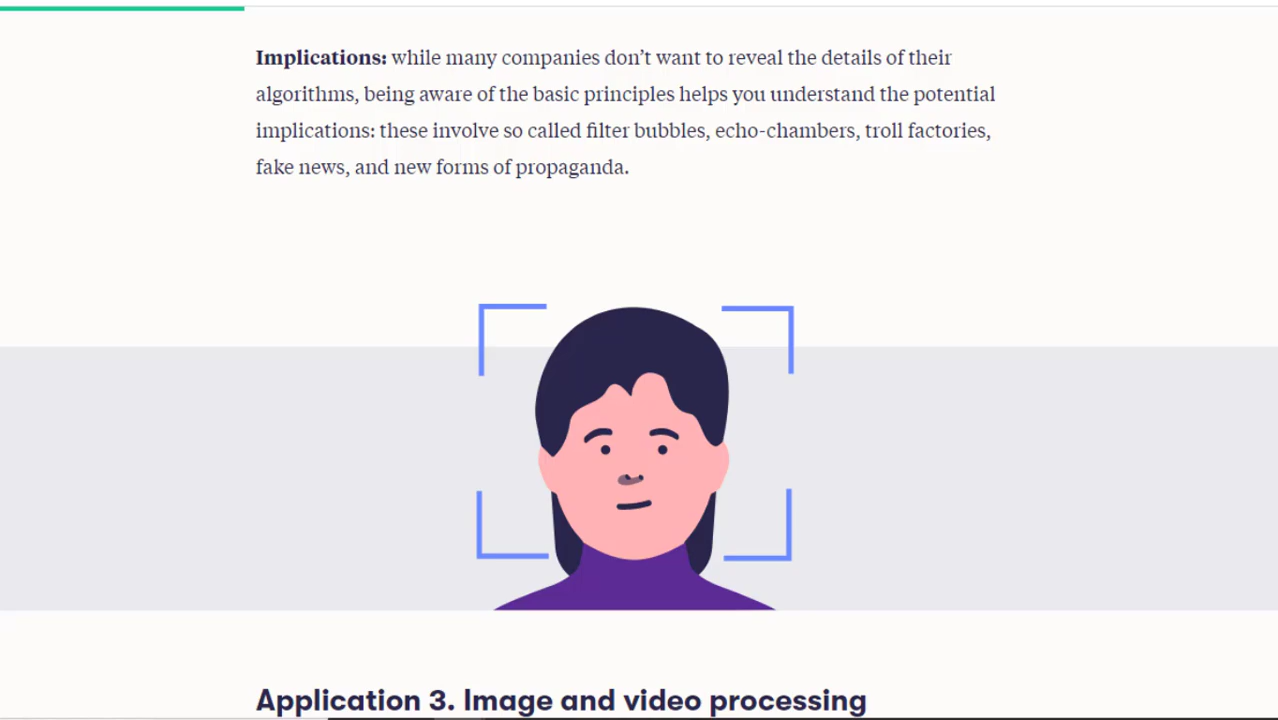 Implications: while many companies don’t want to reveal the details of their
algorithms, being aware of the basic principles helps you understand the potential
implications: these involve so called filter bubbles, echo-chambers, troll factories,
fake news, and new forms of propaganda.
Application 3. Image and video processing